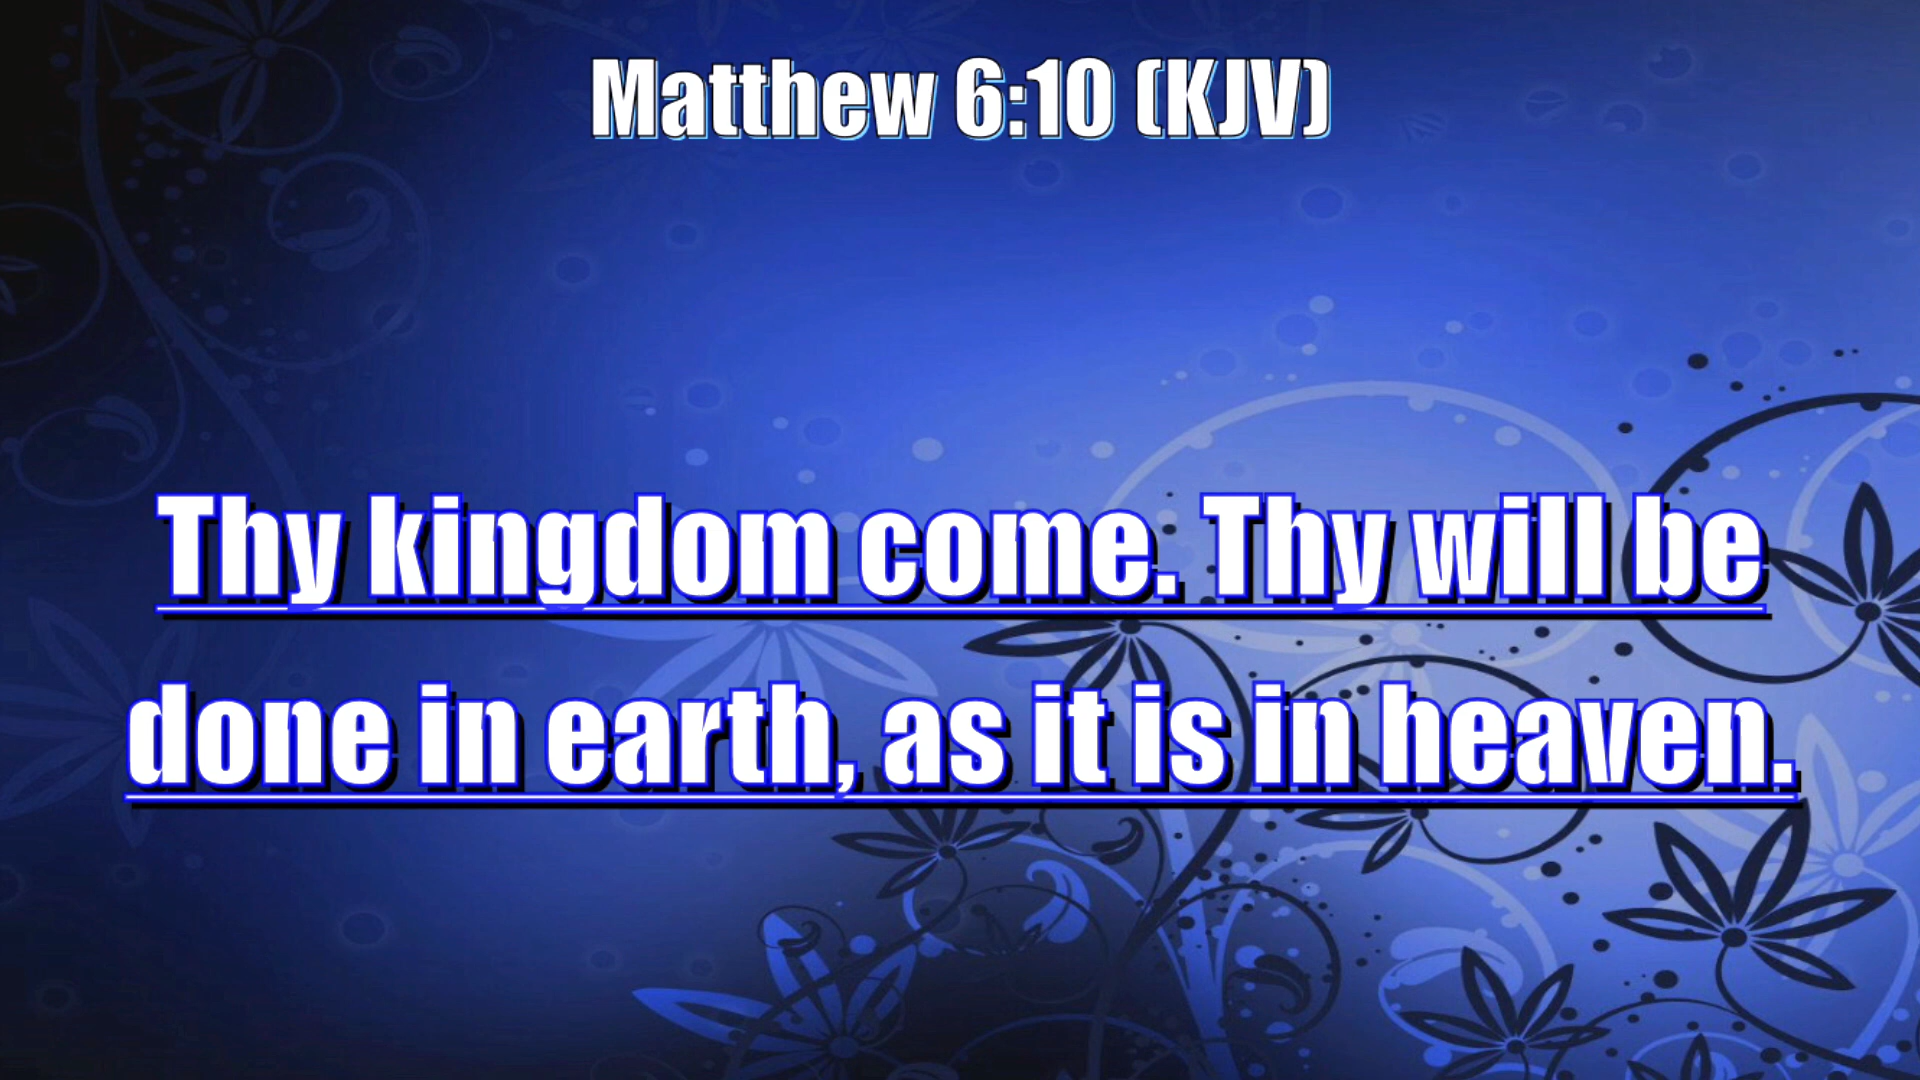 Matthew 6:10 (KJV)
Thy kingdom come. Thy will be
done in earth, as it is in heaven.